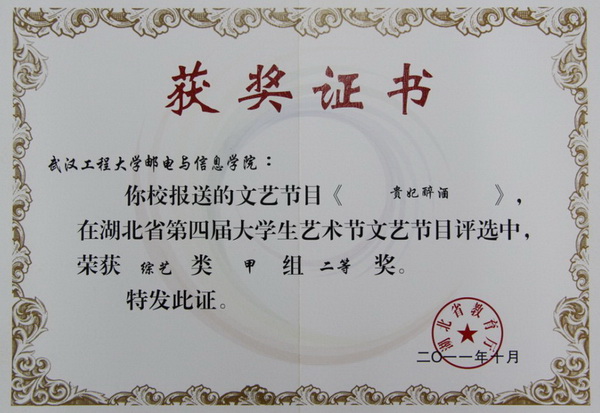 获奖证书
武汉工程大学邮电与信息学院：
你校报送的文艺节目《 贵妃醉酒 》，
在湖北省第四届大学生艺术节文艺节目评选中，
荣获 综艺 类 甲 组 二等 奖。
特发此证。
湖北省教育厅
二〇一一年十月